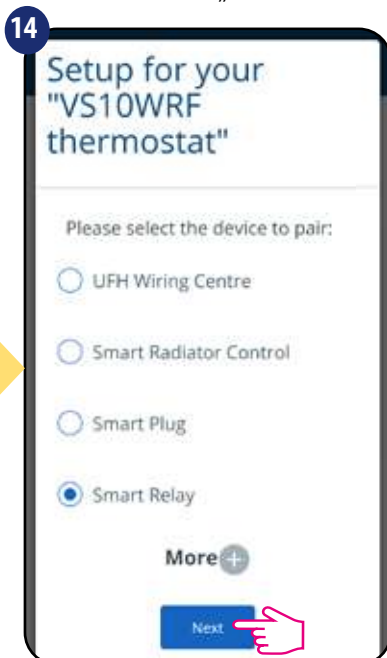 14
Setup for your
"VS10WRF
thermostat"
Please select the device to pair:
UFH Wiring Centre
Smart Radiator Control
Smart Plug
Smart Relay
More
Next